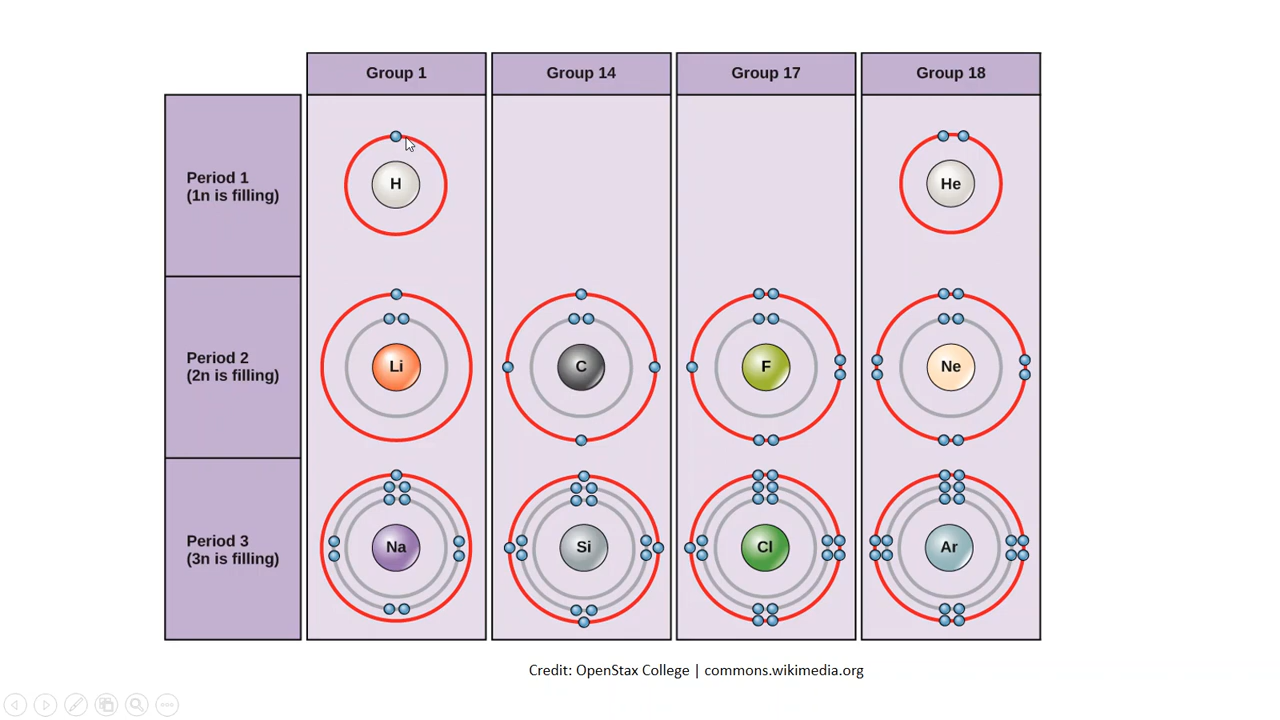 Group 1
Group 14
Group 17
Group 18
Period 1
(1n is filling)
H
He
Period 2
(2n is filling)
Li
C
F
Ne
Period 3
(3n is filling)
Na
Si
Cl
Ar
Credit: OpenStax College | commons.wikimedia.org